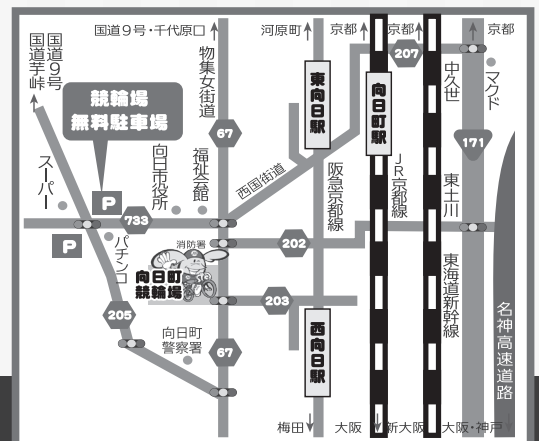 国道９号・千代原口
河原町
京都
京都
京都
国道９号
国道芋峠
物集女街道
207
東向日駅
向日町駅
中久世
マクド
競輪場
無料駐車場
67
171
スーパー
向日市役所
福祉会館
西国街道
阪急京都線
ＪＲ京都線
東土川
P
733
P
パチンコ
消防署
202
向日町
競輪場
203
東海道新幹線
名神高速道路
205
向日町
警察署
67
西向日駅
梅田
大阪
新大阪
大阪・神戸